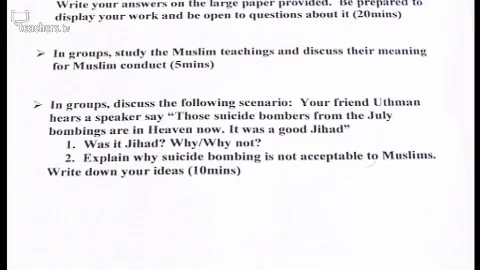 Write your answers on the large paper provided. Be prepared to
display your work and be open to questions about it (20mins)
teachers.tv
➢ In groups, study the Muslim teachings and discuss their meaning
for Muslim conduct (5mins)
➢ In groups, discuss the following scenario: Your friend Uthman
hears a speaker say “Those suicide bombers from the July
bombings are in Heaven now. It was a good Jihad”
1. Was it Jihad? Why/Why not?
2. Explain why suicide bombing is not acceptable to Muslims.
Write down your ideas (10mins)